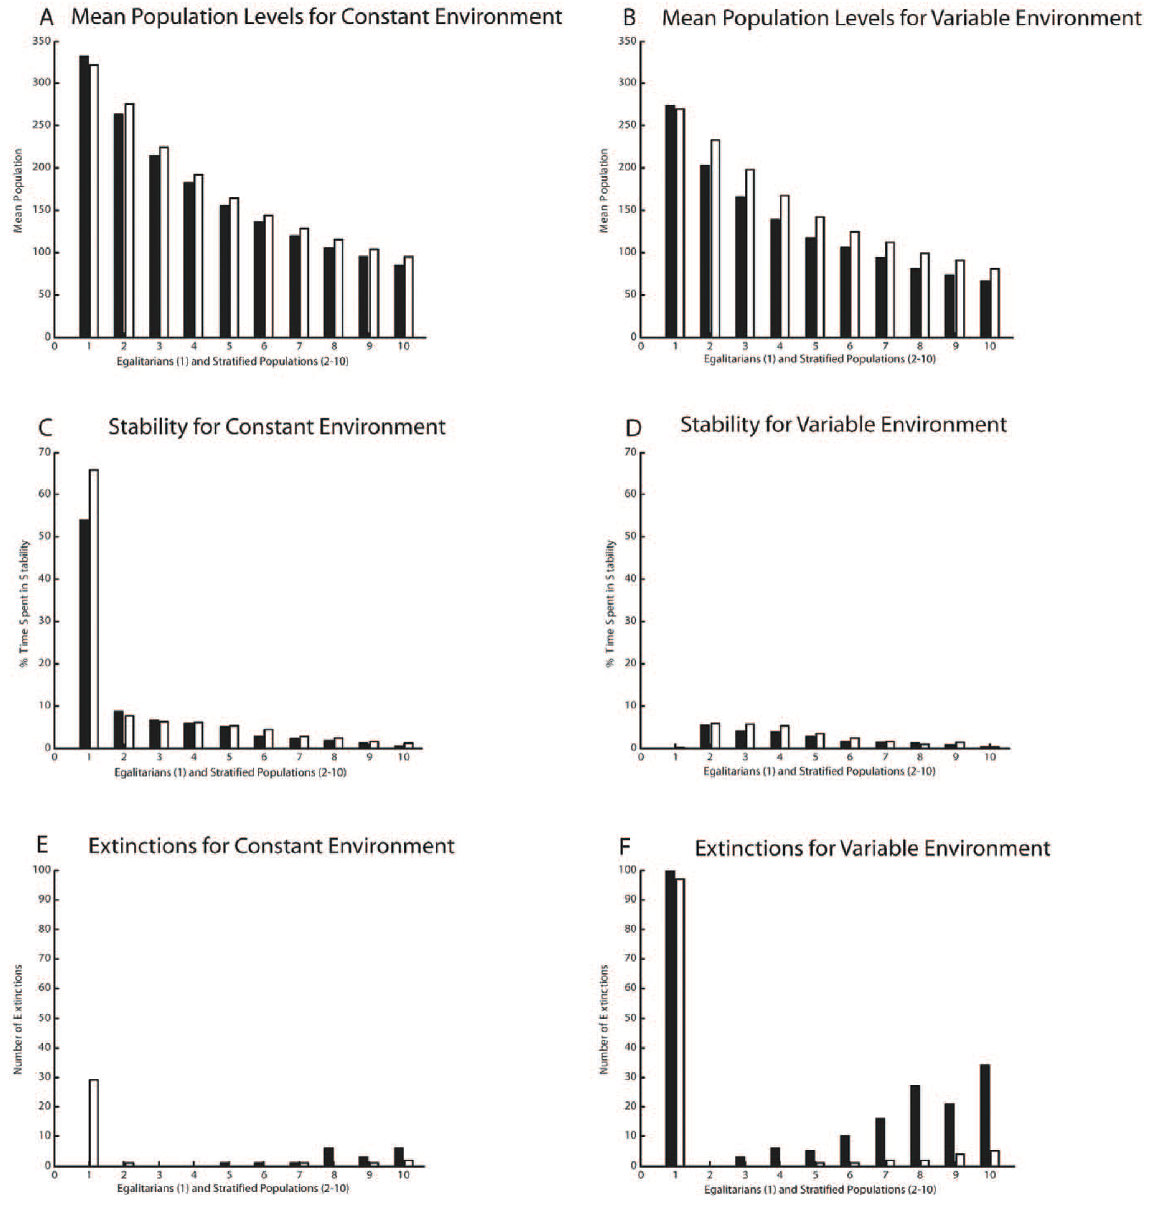 A Mean Population Levels for Constant Environment
350
300
250
200
150
100
50
0
Mean Population
0 1 2 3 4 5 6 7 8 9 10
Egalitarians (1) and Stratified Populations (2-10)
B Mean Population Levels for Variable Environment
350
300
250
200
150
100
50
0
Mean Population
0 1 2 3 4 5 6 7 8 9 10
Egalitarians (1) and Stratified Populations (2-10)
C Stability for Constant Environment
70
60
50
40
30
20
10
0
% Time Spent in Stability
0 1 2 3 4 5 6 7 8 9 10
Egalitarians (1) and Stratified Populations (2-10)
D Stability for Variable Environment
70
60
50
40
30
20
10
0
% Time Spent in Stability
0 1 2 3 4 5 6 7 8 9 10
Egalitarians (1) and Stratified Populations (2-10)
E Extinctions for Constant Environment
100
90
80
70
60
50
40
30
20
10
0
Number of Extinctions
0 1 2 3 4 5 6 7 8 9 10
Egalitarians (1) and Stratified Populations (2-10)
F Extinctions for Variable Environment
100
90
80
70
60
50
40
30
20
10
0
Number of Extinctions
0 1 2 3 4 5 6 7 8 9 10
Egalitarians (1) and Stratified Populations (2-10)